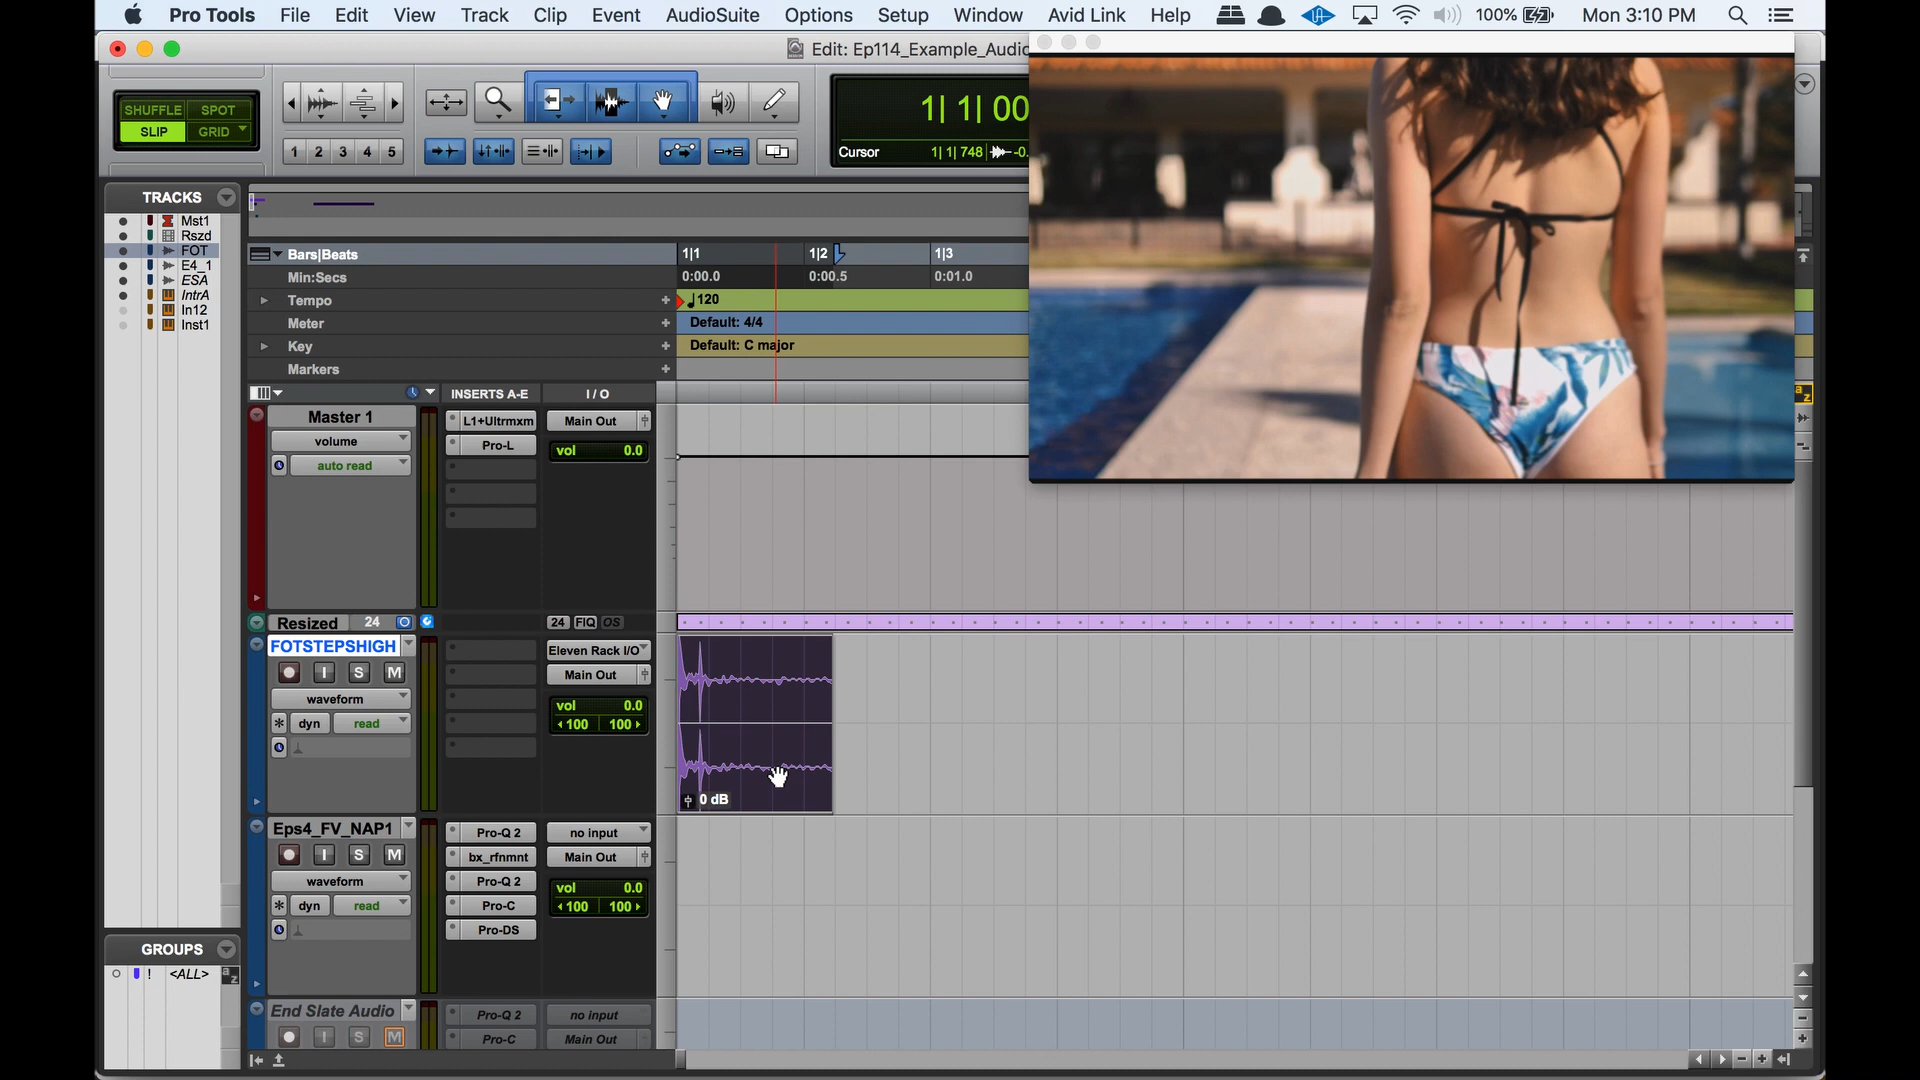 Pro Tools File Edit View Track Clip Event AudioSuite Options Setup Window Avid Link Help 100% Mon 3:10 PM
Edit: Ep114_Example_Audio
SHUFFLE SPOT
SLIP GRID
1 2 3 4 5
1| 1| 00
Cursor 1| 1| 748 -0.
TRACKS
Mst1
Rszd
FOT
E4_1
ESA
IntrA
In12
Inst1
Bars|Beats 1|1 1|2 1|3
Min:Secs 0:00.0 0:00.5 0:01.0
Tempo + 120
Meter + Default: 4/4
Key + Default: C major
Markers +
INSERTS A-E I / O
Master 1 L1+Ultrmxm Main Out
volume Pro-L vol 0.0
auto read
Resized 24 24 FIQ OS
FOTSTEPSHIGH Eleven Rack I/O
I S M Main Out
waveform vol 0.0
dyn read 100 100
0 dB
Eps4_FV_NAP1 Pro-Q 2 no input
I S M bx_rfnmnt Main Out
waveform Pro-Q 2 vol 0.0
dyn read Pro-C 100 100
Pro-DS
GROUPS
! <ALL> a z
End Slate Audio Pro-Q 2 no input
I S M Pro-C Main Out
a z